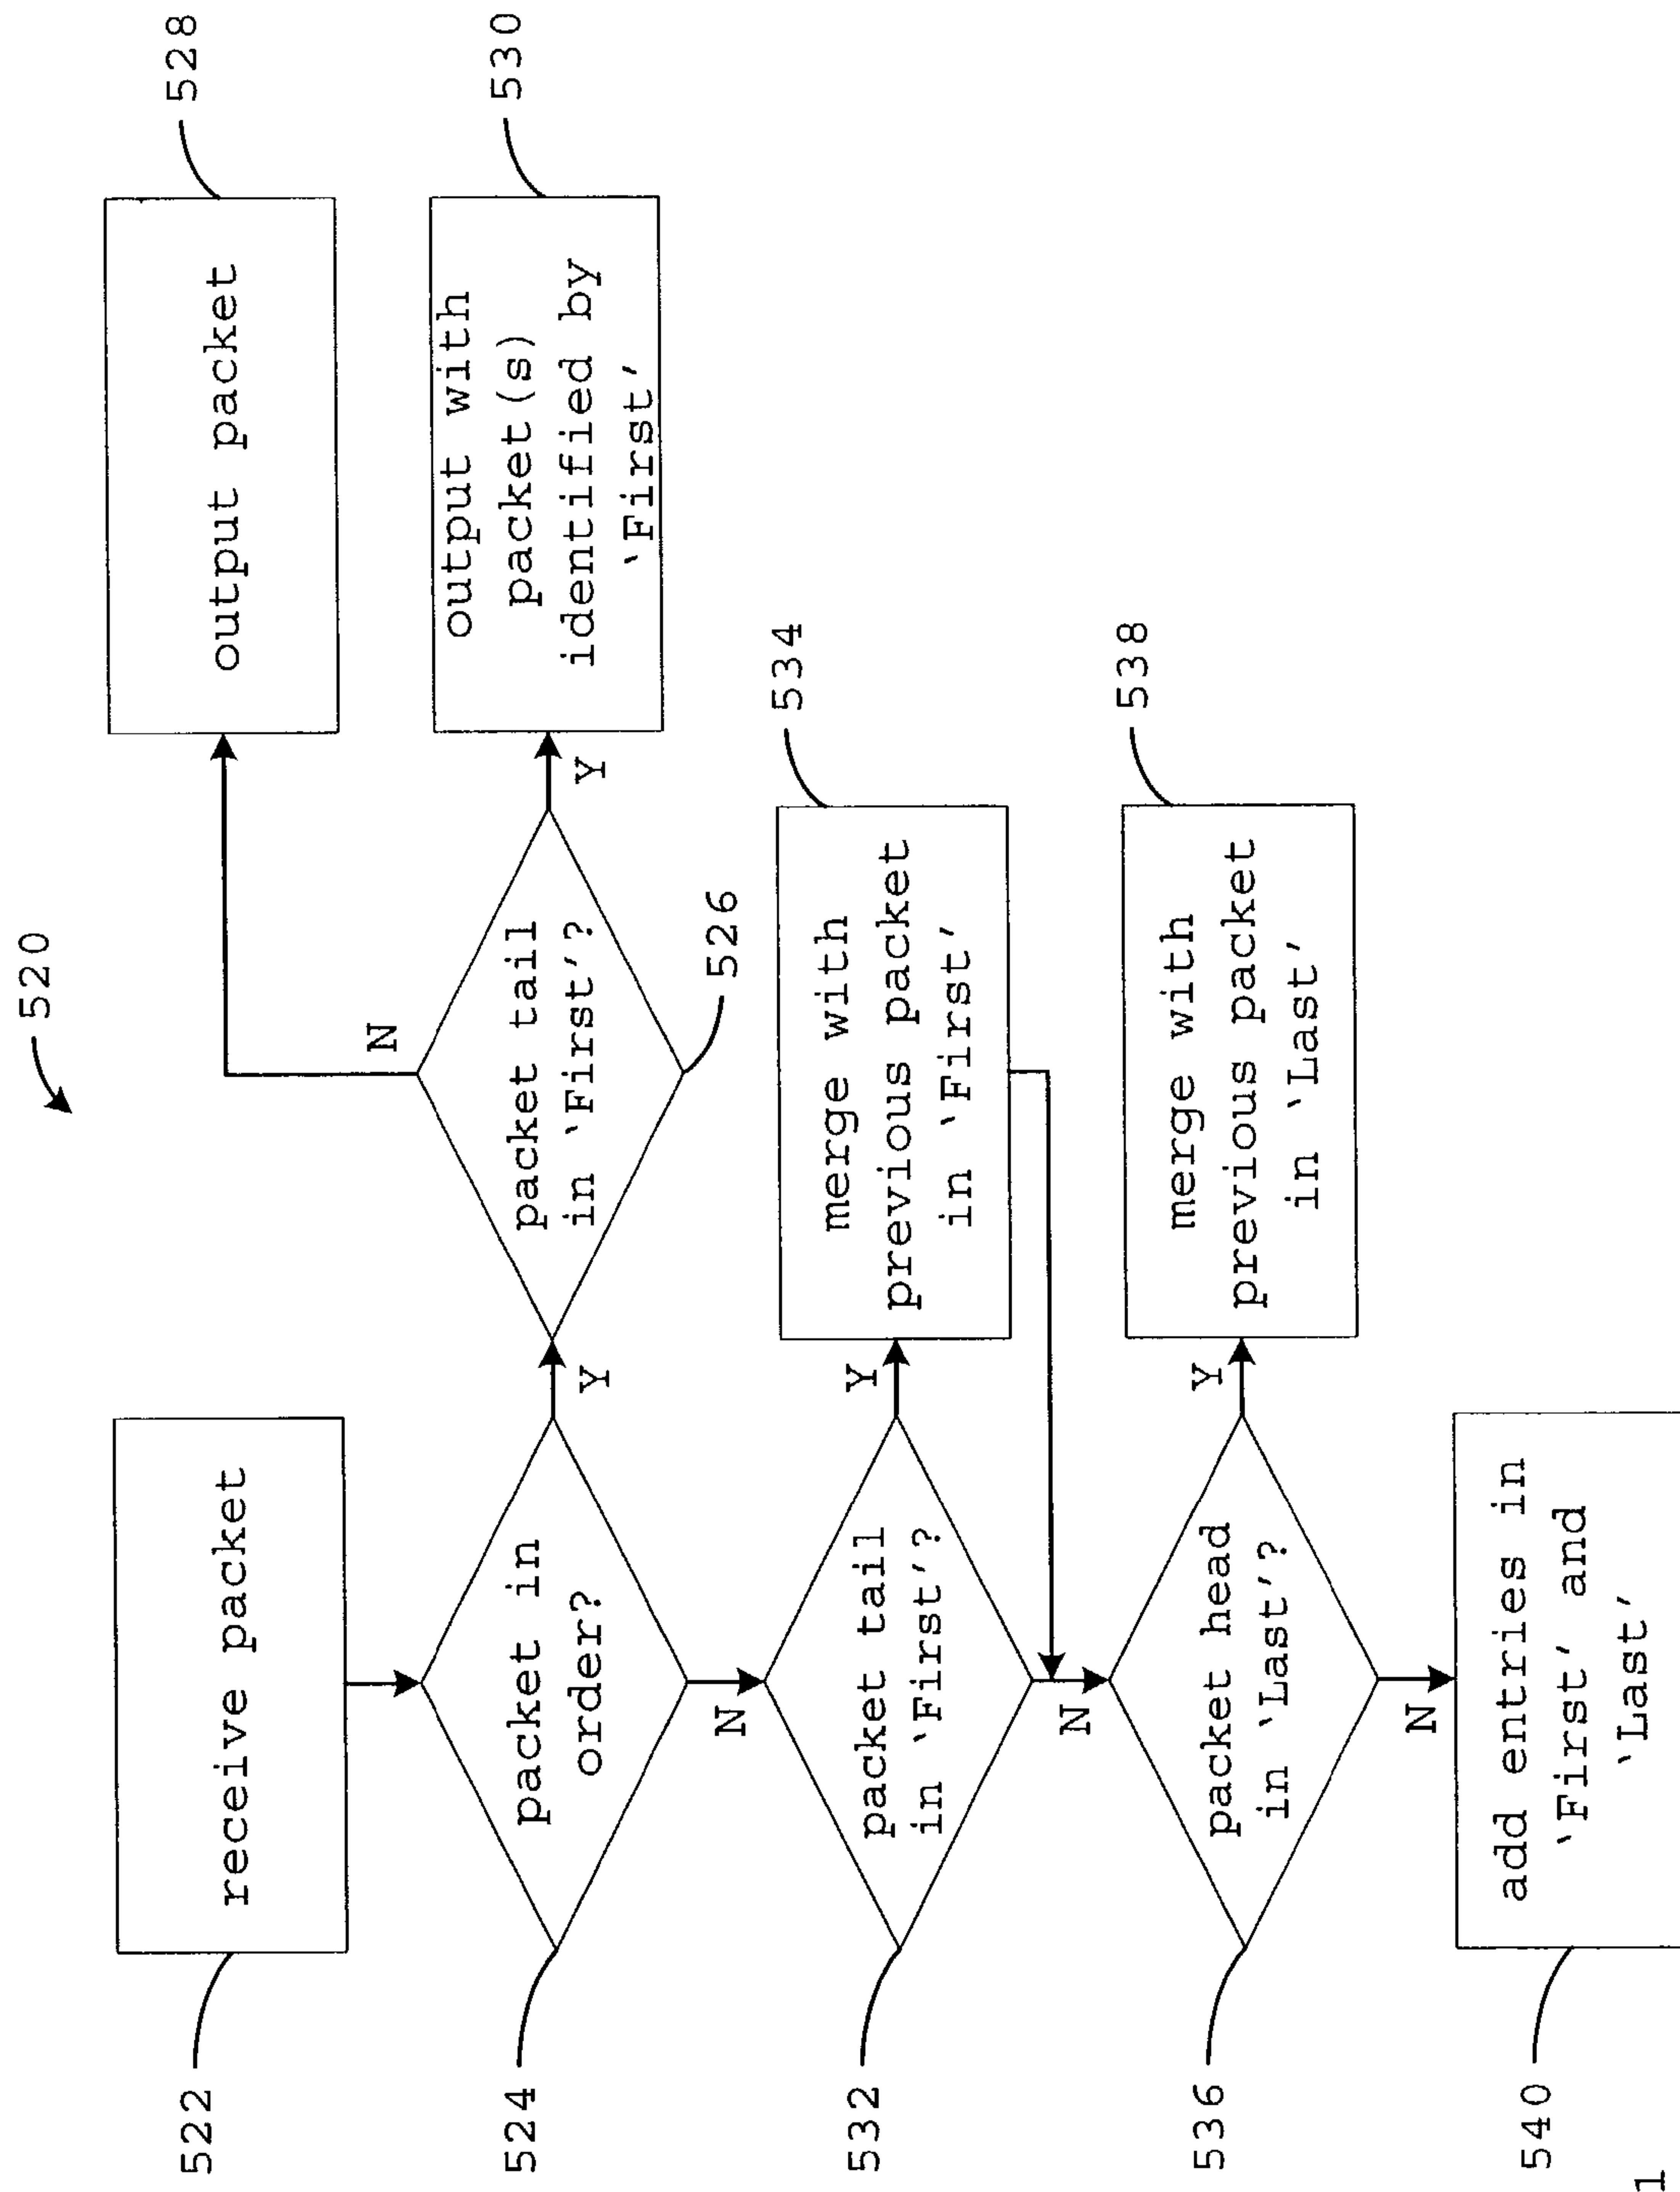 520
522
receive packet
524
packet in
order?
Y
N
packet tail
in ‛First’?
526
N
Y
output packet
528
output with
packet(s)
identified by
‛First’
530
532
packet tail
in ‛First’?
Y
N
merge with
previous packet
in ‛First’
534
536
packet head
in ‛Last’?
Y
N
merge with
previous packet
in ‛Last’
538
540
add entries in
‛First’ and
‛Last’
1